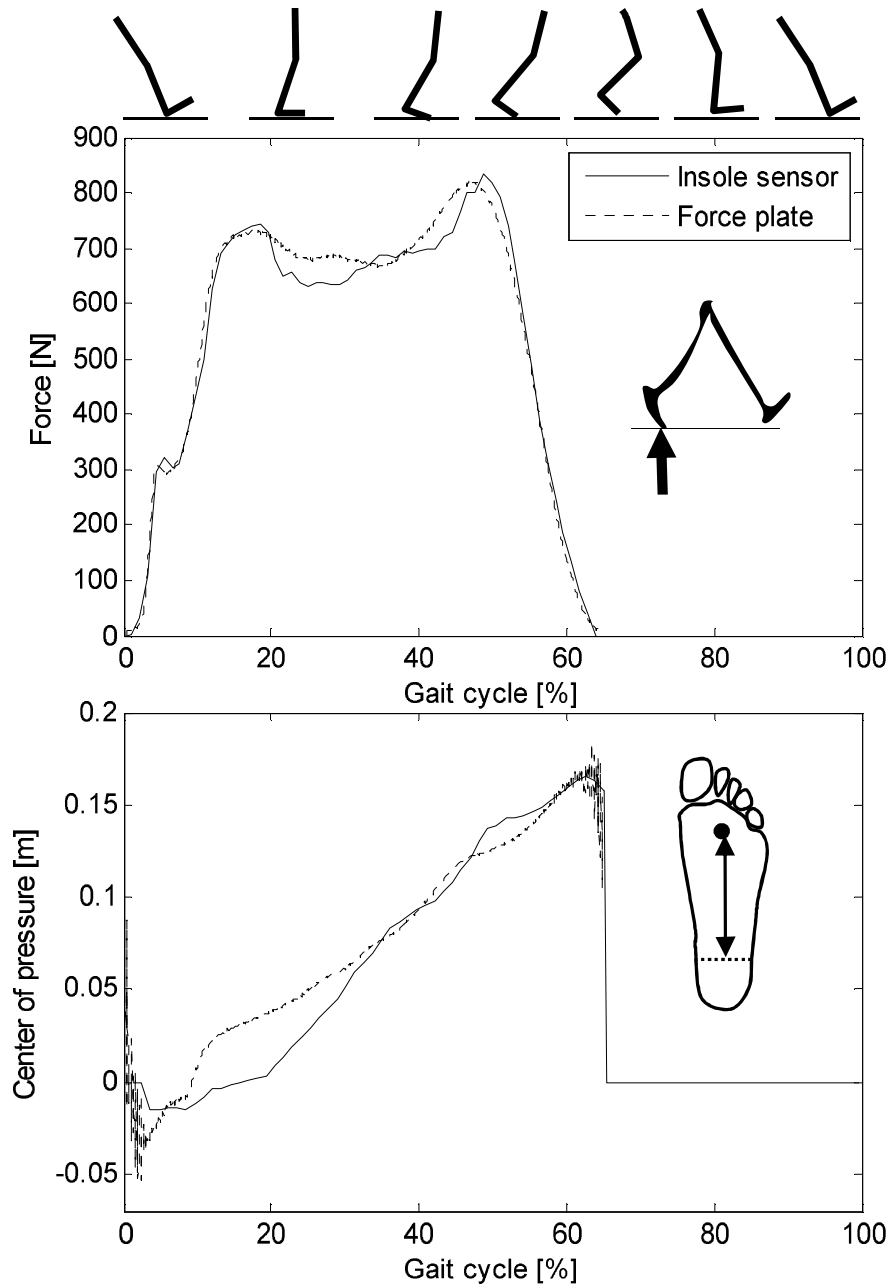 900
800
700
600
500
400
300
200
100
0
Force [N]
Insole sensor
Force plate
0 20 40 60 80 100
Gait cycle [%]
0.2
0.15
0.1
0.05
0
-0.05
Center of pressure [m]
0 20 40 60 80 100
Gait cycle [%]